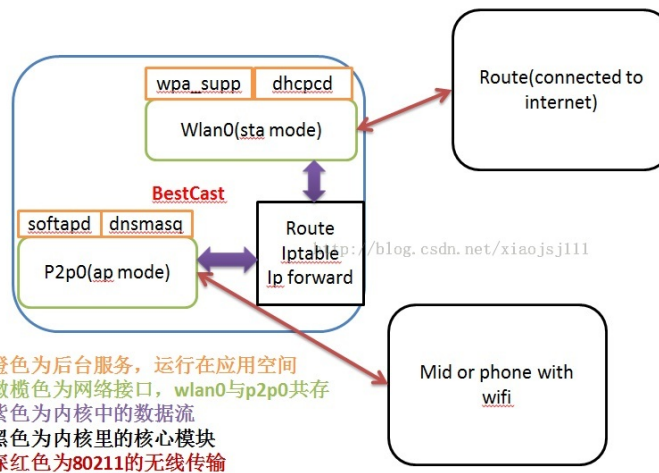 wpa_supp dhcpcd
Wlan0(sta mode)
Route(connected to
internet)
BestCast
softapd dnsmasq
P2p0(ap mode)
Route
Iptable
Ip forward
http://blog.csdn.net/xiaojsj111
Mid or phone with
wifi
橙色为后台服务，运行在应用空间
橄榄色为网络接口，wlan0与p2p0共存
紫色为内核中的数据流
黑色为内核里的核心模块
深红色为80211的无线传输